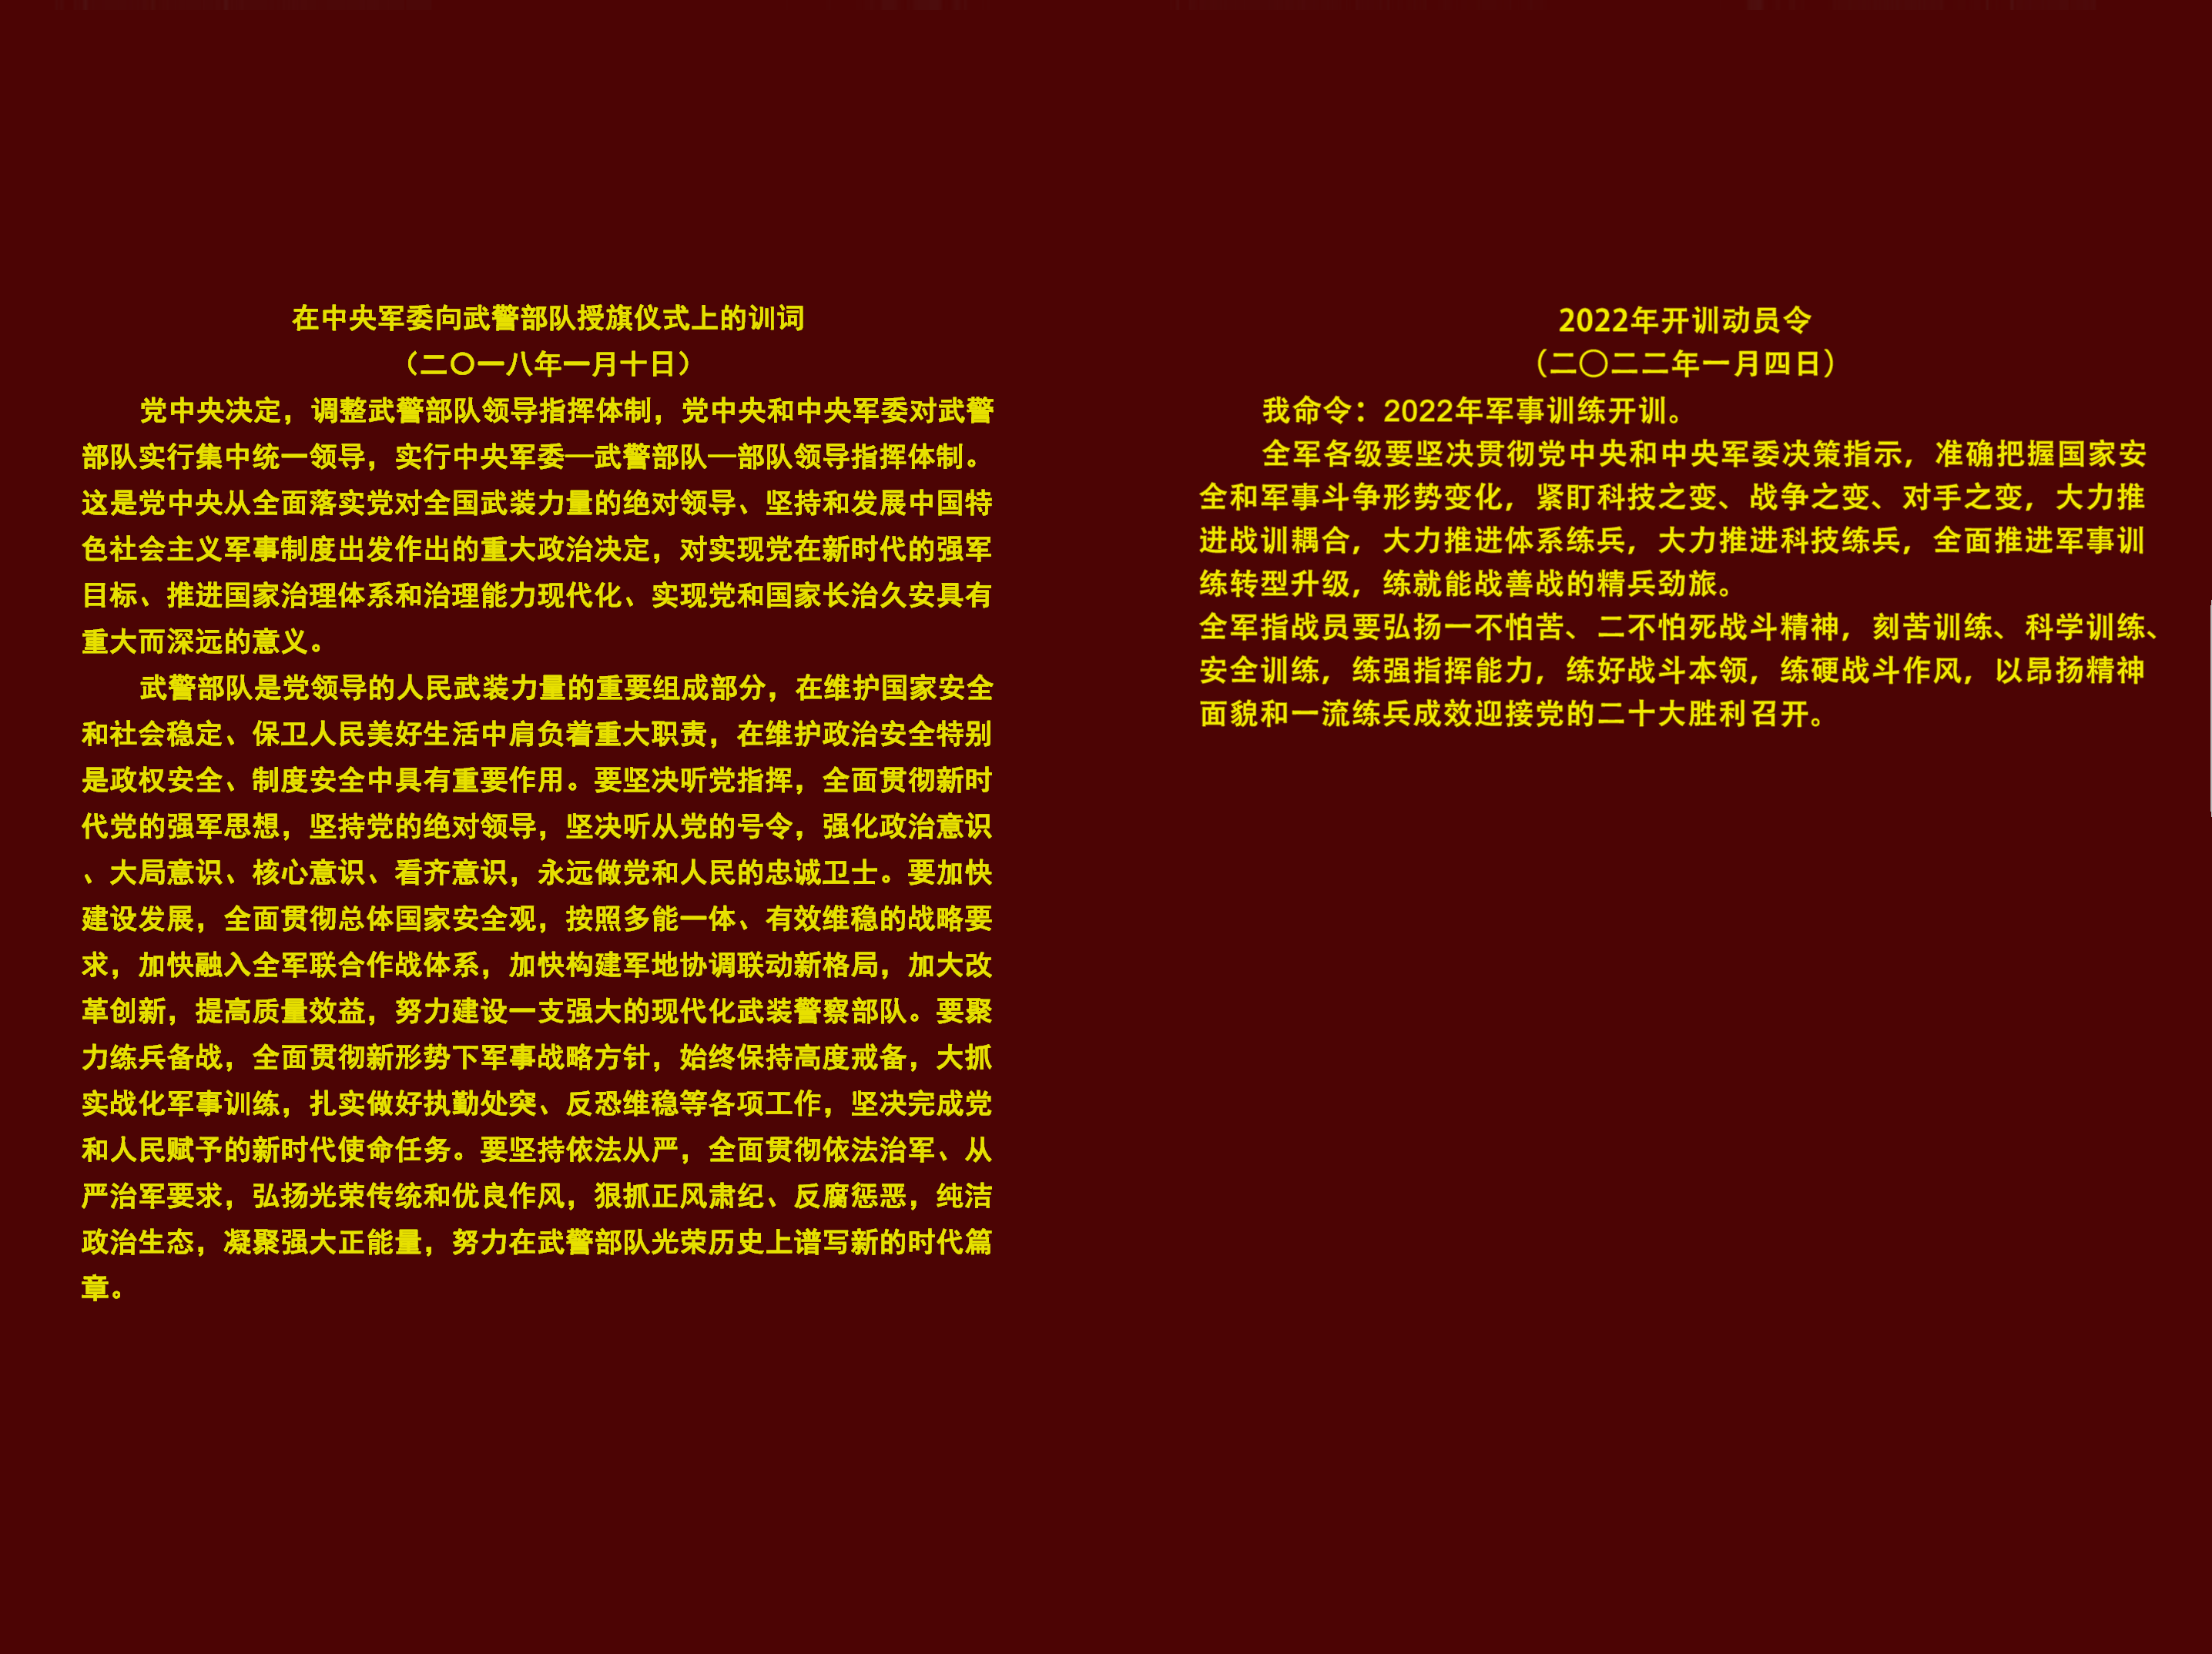 在中央军委向武警部队授旗仪式上的训词
（二〇一八年一月十日）
党中央决定，调整武警部队领导指挥体制，党中央和中央军委对武警
部队实行集中统一领导，实行中央军委—武警部队—部队领导指挥体制。
这是党中央从全面落实党对全国武装力量的绝对领导、坚持和发展中国特
色社会主义军事制度出发作出的重大政治决定，对实现党在新时代的强军
目标、推进国家治理体系和治理能力现代化、实现党和国家长治久安具有
重大而深远的意义。
武警部队是党领导的人民武装力量的重要组成部分，在维护国家安全
和社会稳定、保卫人民美好生活中肩负着重大职责，在维护政治安全特别
是政权安全、制度安全中具有重要作用。要坚决听党指挥，全面贯彻新时
代党的强军思想，坚持党的绝对领导，坚决听从党的号令，强化政治意识
、大局意识、核心意识、看齐意识，永远做党和人民的忠诚卫士。要加快
建设发展，全面贯彻总体国家安全观，按照多能一体、有效维稳的战略要
求，加快融入全军联合作战体系，加快构建军地协调联动新格局，加大改
革创新，提高质量效益，努力建设一支强大的现代化武装警察部队。要聚
力练兵备战，全面贯彻新形势下军事战略方针，始终保持高度戒备，大抓
实战化军事训练，扎实做好执勤处突、反恐维稳等各项工作，坚决完成党
和人民赋予的新时代使命任务。要坚持依法从严，全面贯彻依法治军、从
严治军要求，弘扬光荣传统和优良作风，狠抓正风肃纪、反腐惩恶，纯洁
政治生态，凝聚强大正能量，努力在武警部队光荣历史上谱写新的时代篇
章。
2022年开训动员令
（二〇二二年一月四日）
我命令：2022年军事训练开训。
全军各级要坚决贯彻党中央和中央军委决策指示，准确把握国家安
全和军事斗争形势变化，紧盯科技之变、战争之变、对手之变，大力推
进战训耦合，大力推进体系练兵，大力推进科技练兵，全面推进军事训
练转型升级，练就能战善战的精兵劲旅。
全军指战员要弘扬一不怕苦、二不怕死战斗精神，刻苦训练、科学训练、
安全训练，练强指挥能力，练好战斗本领，练硬战斗作风，以昂扬精神
面貌和一流练兵成效迎接党的二十大胜利召开。